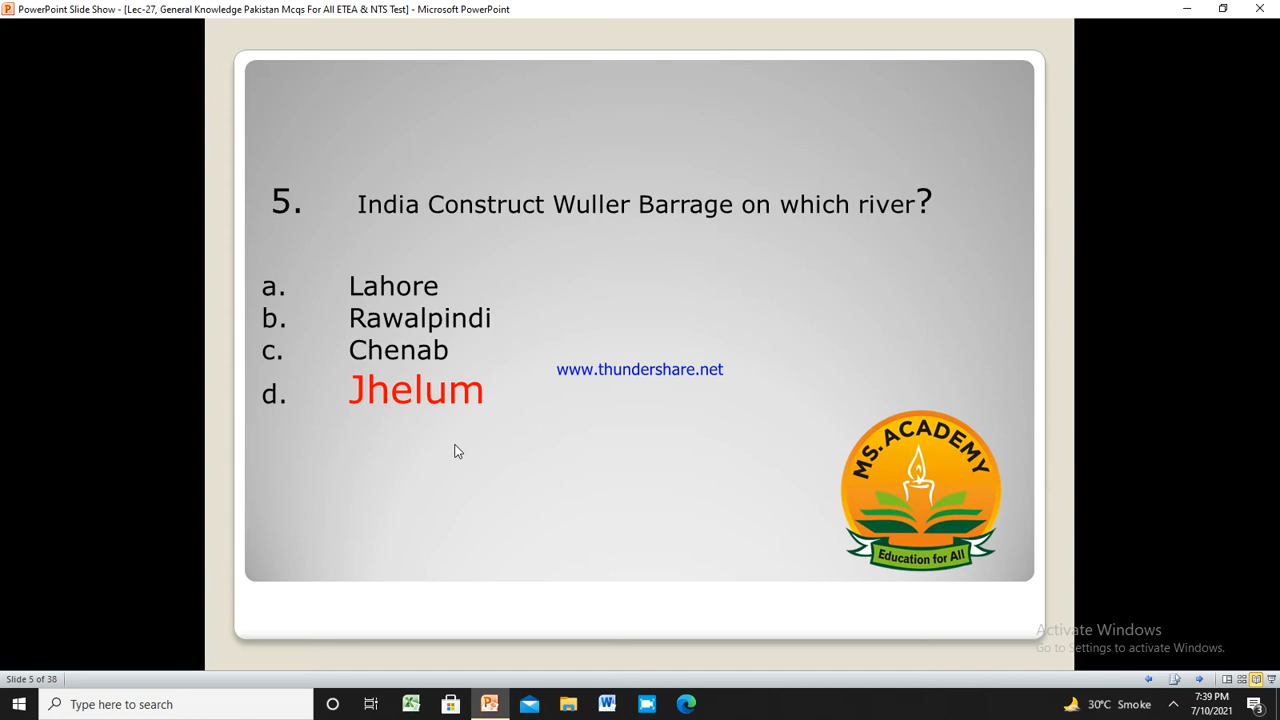 PowerPoint Slide Show - [Lec-27, General Knowledge Pakistan Mcqs For All ETEA & NTS Test] - Microsoft PowerPoint
5. India Construct Wuller Barrage on which river?
a. Lahore
b. Rawalpindi
c. Chenab
d. Jhelum
www.thundershare.net
MS.ACADEMY
Education for All
Activate Windows
Go to Settings to activate Windows.
Slide 5 of 38
Type here to search
30°C Smoke
7:39 PM
7/10/2021
3